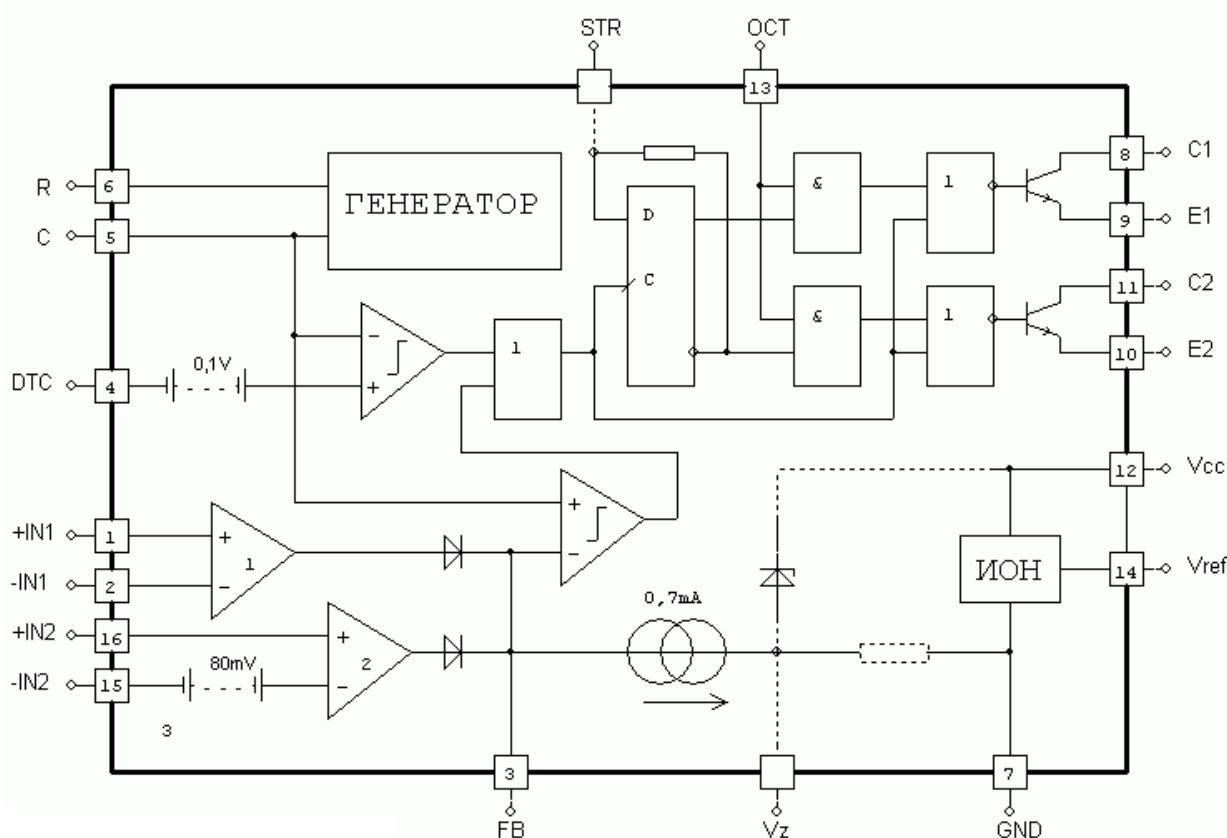 STR OCT
13
8 C1
R 6 ГЕНЕРАТОР & 1
D 9 E1
C 5
C 11 C2
& 1
1 10 E2
DTC 4 0,1V
− +
12 Vcc
+IN1 1 + 1 −
+ −
-IN1 2
ИОН 14 Vref
0,7mA
+IN2 16 + 2 −
-IN2 15 80mV
3
3 7
FB Vz GND